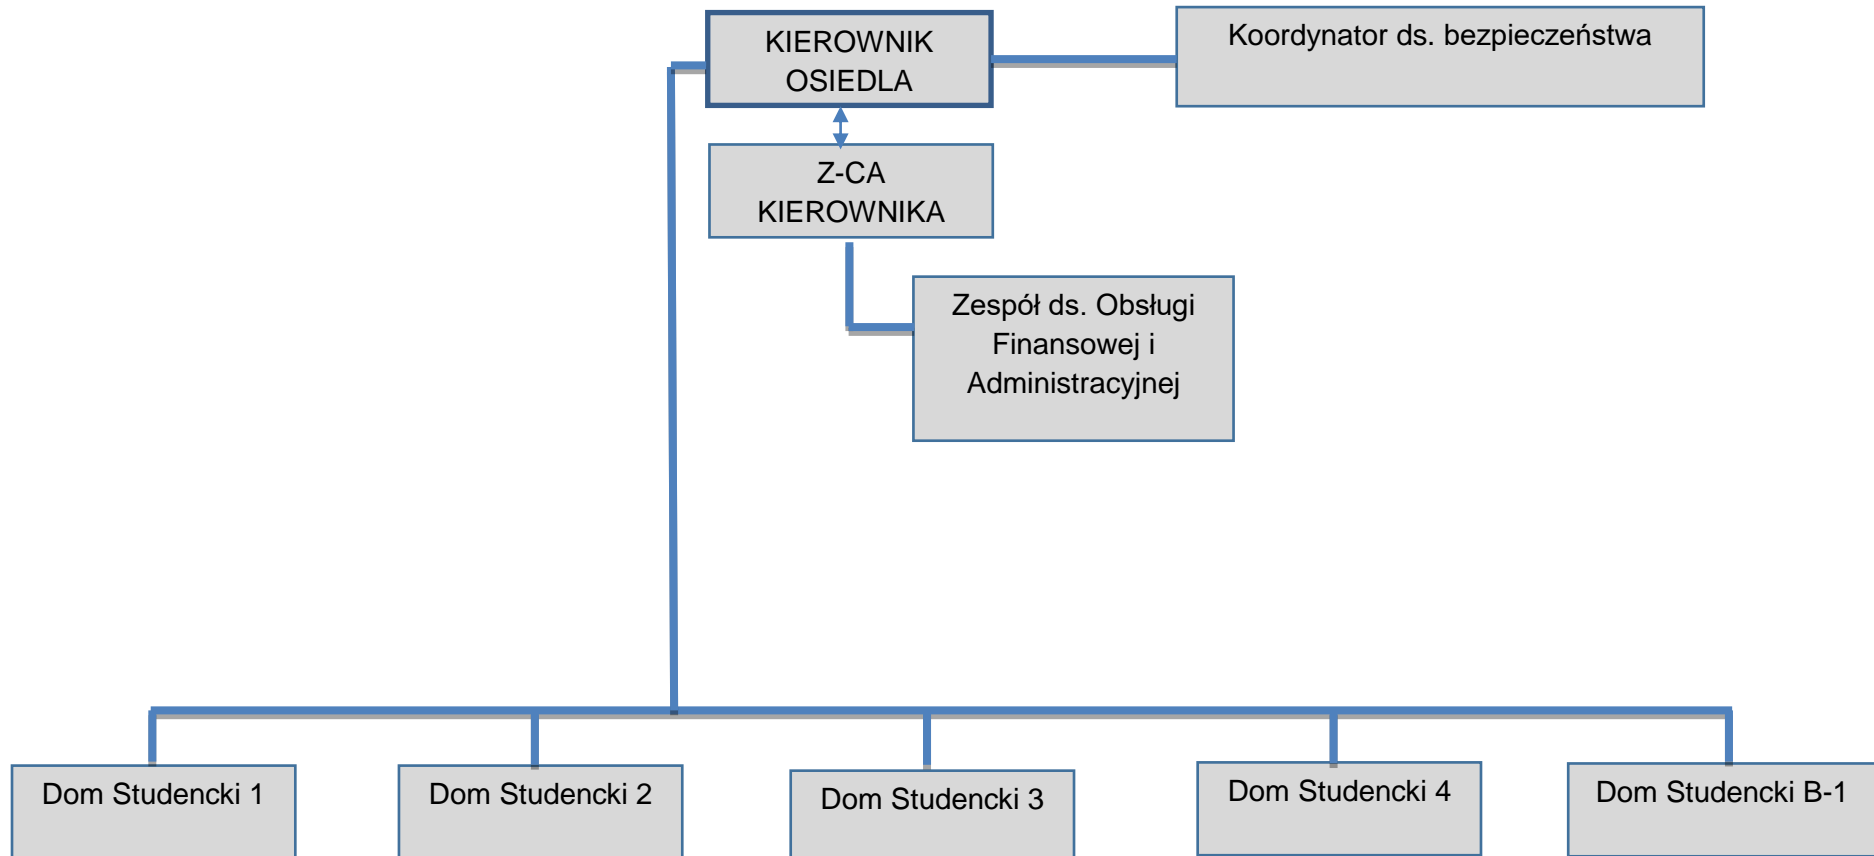 KIEROWNIK
OSIEDLA
Koordynator ds. bezpieczeństwa
Z-CA
KIEROWNIKA
Zespół ds. Obsługi
Finansowej i
Administracyjnej
Dom Studencki 1
Dom Studencki 2
Dom Studencki 3
Dom Studencki 4
Dom Studencki B-1